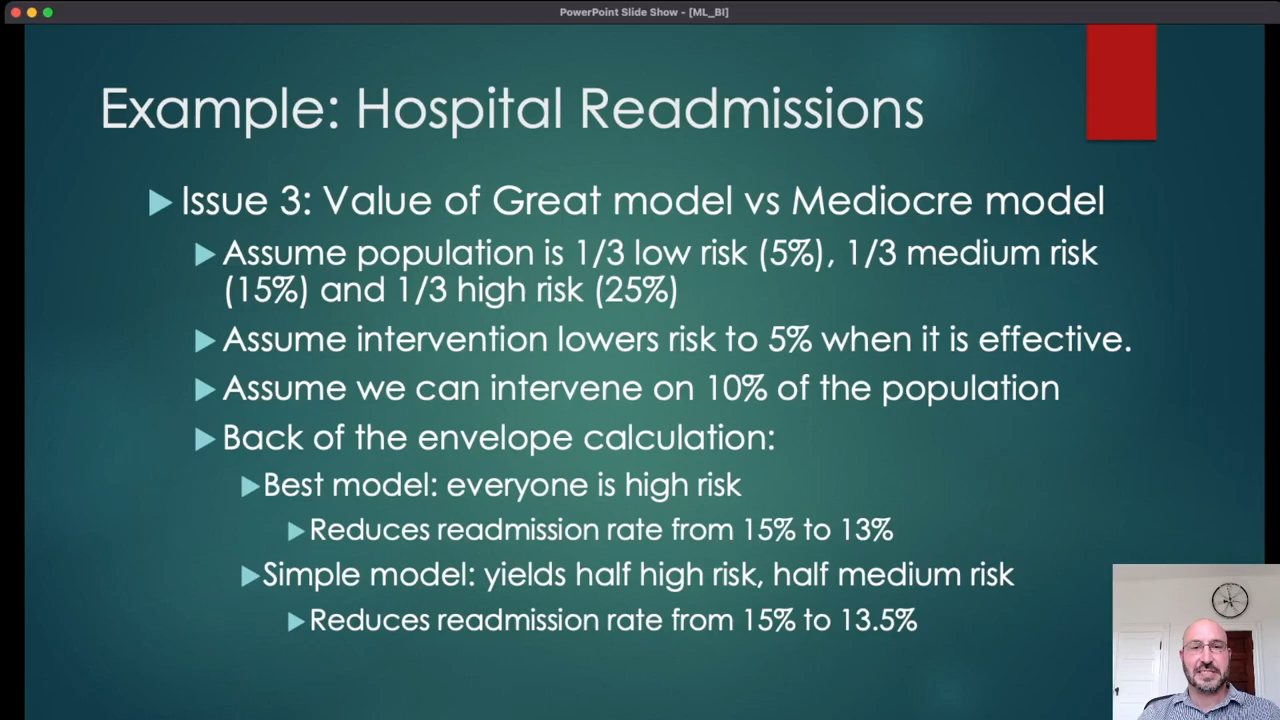 PowerPoint Slide Show - [ML_BI]
Example: Hospital Readmissions
Issue 3: Value of Great model vs Mediocre model
Assume population is 1/3 low risk (5%), 1/3 medium risk
(15%) and 1/3 high risk (25%)
Assume intervention lowers risk to 5% when it is effective.
Assume we can intervene on 10% of the population
Back of the envelope calculation:
Best model: everyone is high risk
Reduces readmission rate from 15% to 13%
Simple model: yields half high risk, half medium risk
Reduces readmission rate from 15% to 13.5%